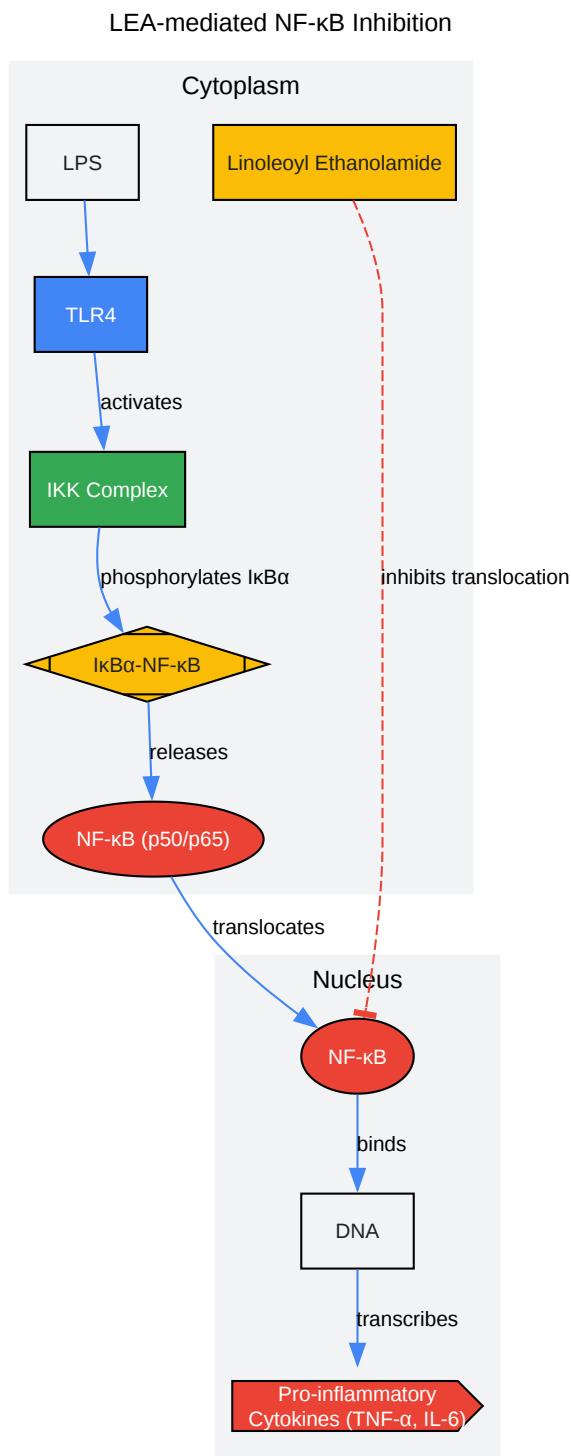 LEA-mediated NF-κB Inhibition
Cytoplasm
LPS
Linoleoyl Ethanolamide
TLR4
activates
IKK Complex
phosphorylates IκBα
inhibits translocation
IκBα-NF-κB
releases
NF-κB (p50/p65)
translocates
Nucleus
NF-κB
binds
DNA
transcribes
Pro-inflammatory
Cytokines (TNF-α, IL-6)